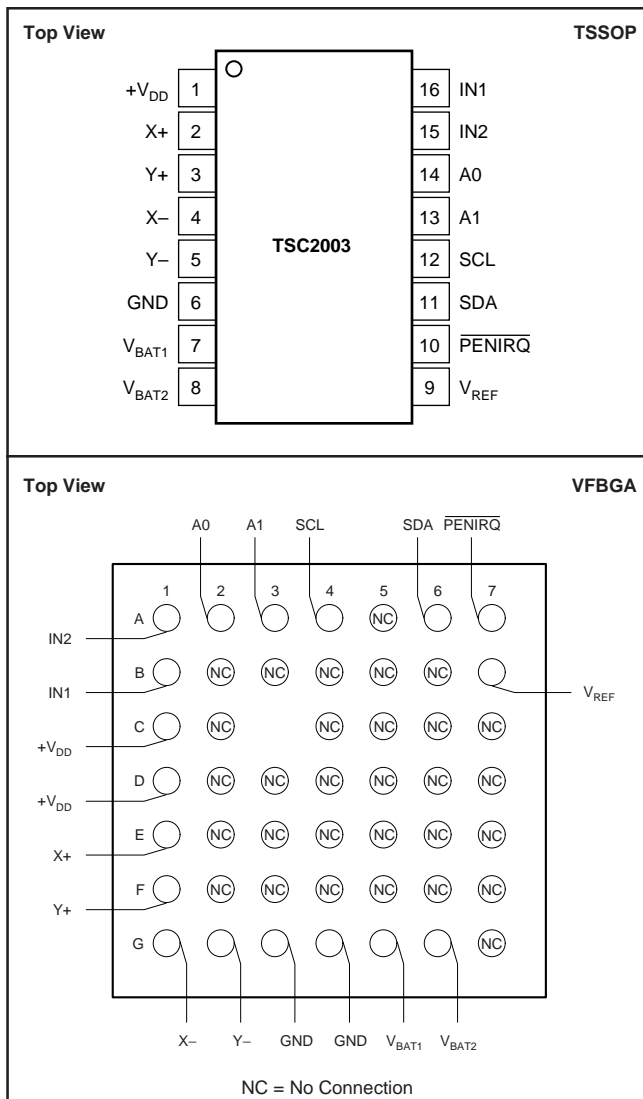 Top View TSSOP
+VDD 1 16 IN1
X+ 2 15 IN2
Y+ 3 14 A0
X– 4 13 A1
TSC2003
Y– 5 12 SCL
GND 6 11 SDA
VBAT1 7 10 PENIRQ
VBAT2 8 9 VREF
Top View VFBGA
A0 A1 SCL SDA PENIRQ
1 2 3 4 5 6 7
A NC
IN2
B NC NC NC NC NC
IN1 VREF
C NC NC NC NC NC
+VDD
D NC NC NC NC NC NC
+VDD
E NC NC NC NC NC NC
X+
F NC NC NC NC NC NC
Y+
G NC
X– Y– GND GND VBAT1 VBAT2
NC = No Connection